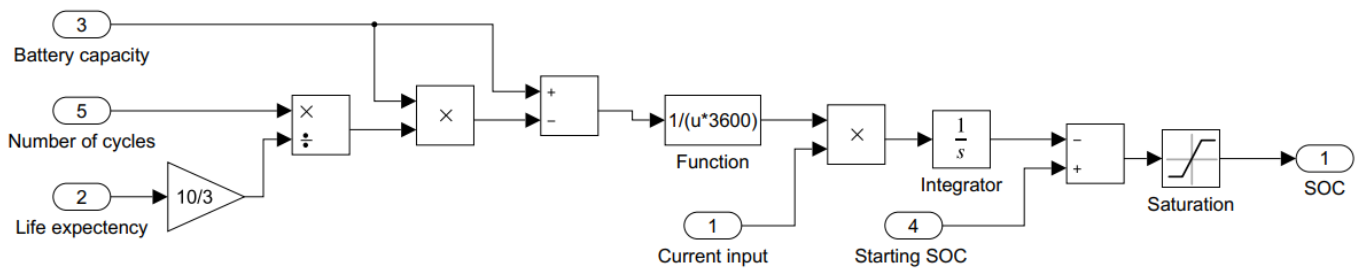 3
Battery capacity
5
Number of cycles
×
÷
2
Life expectency
10/3
×
+
−
1/(u*3600)
Function
1
Current input
×
1
s
Integrator
4
Starting SOC
−
+
Saturation
1
SOC